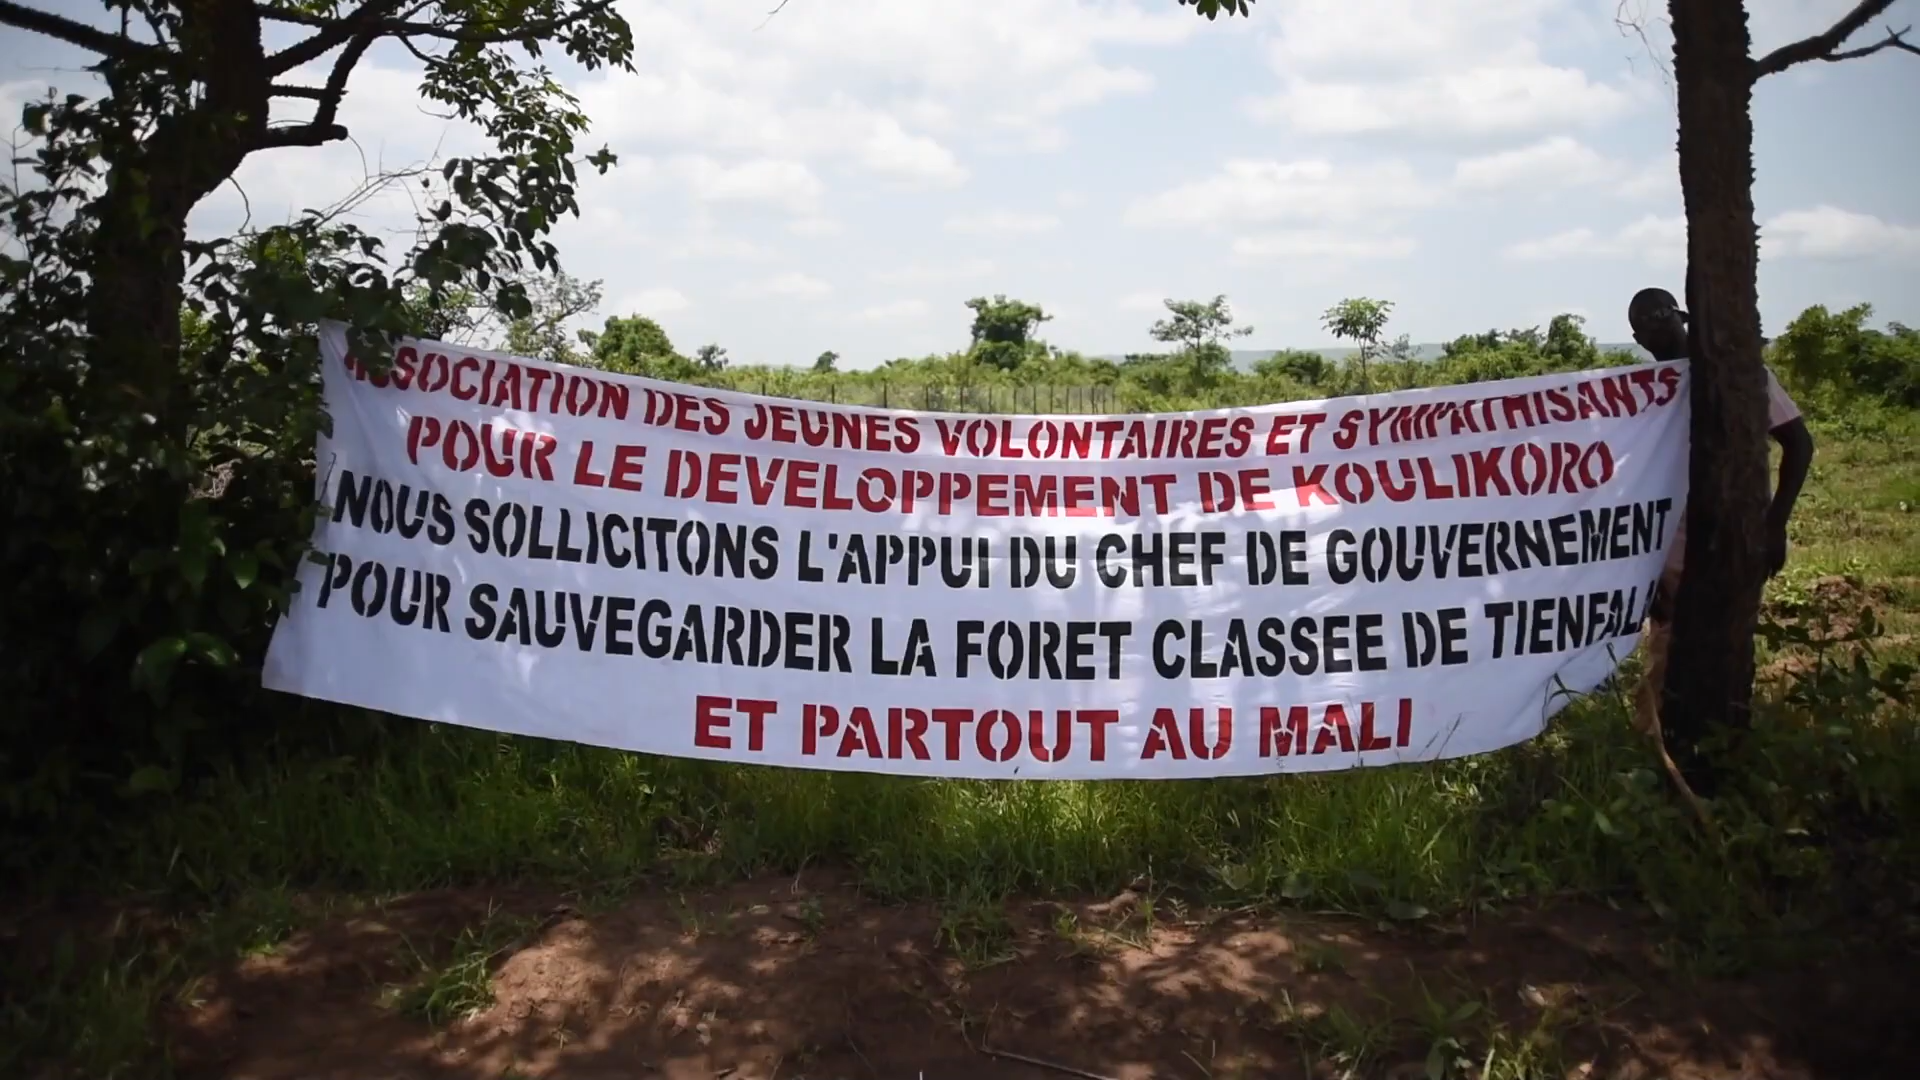 ASSOCIATION DES JEUNES VOLONTAIRES ET SYMPATHISANTS
POUR LE DEVELOPPEMENT DE KOULIKORO
NOUS SOLLICITONS L'APPUI DU CHEF DE GOUVERNEMENT
POUR SAUVEGARDER LA FORET CLASSEE DE TIENFALA
ET PARTOUT AU MALI